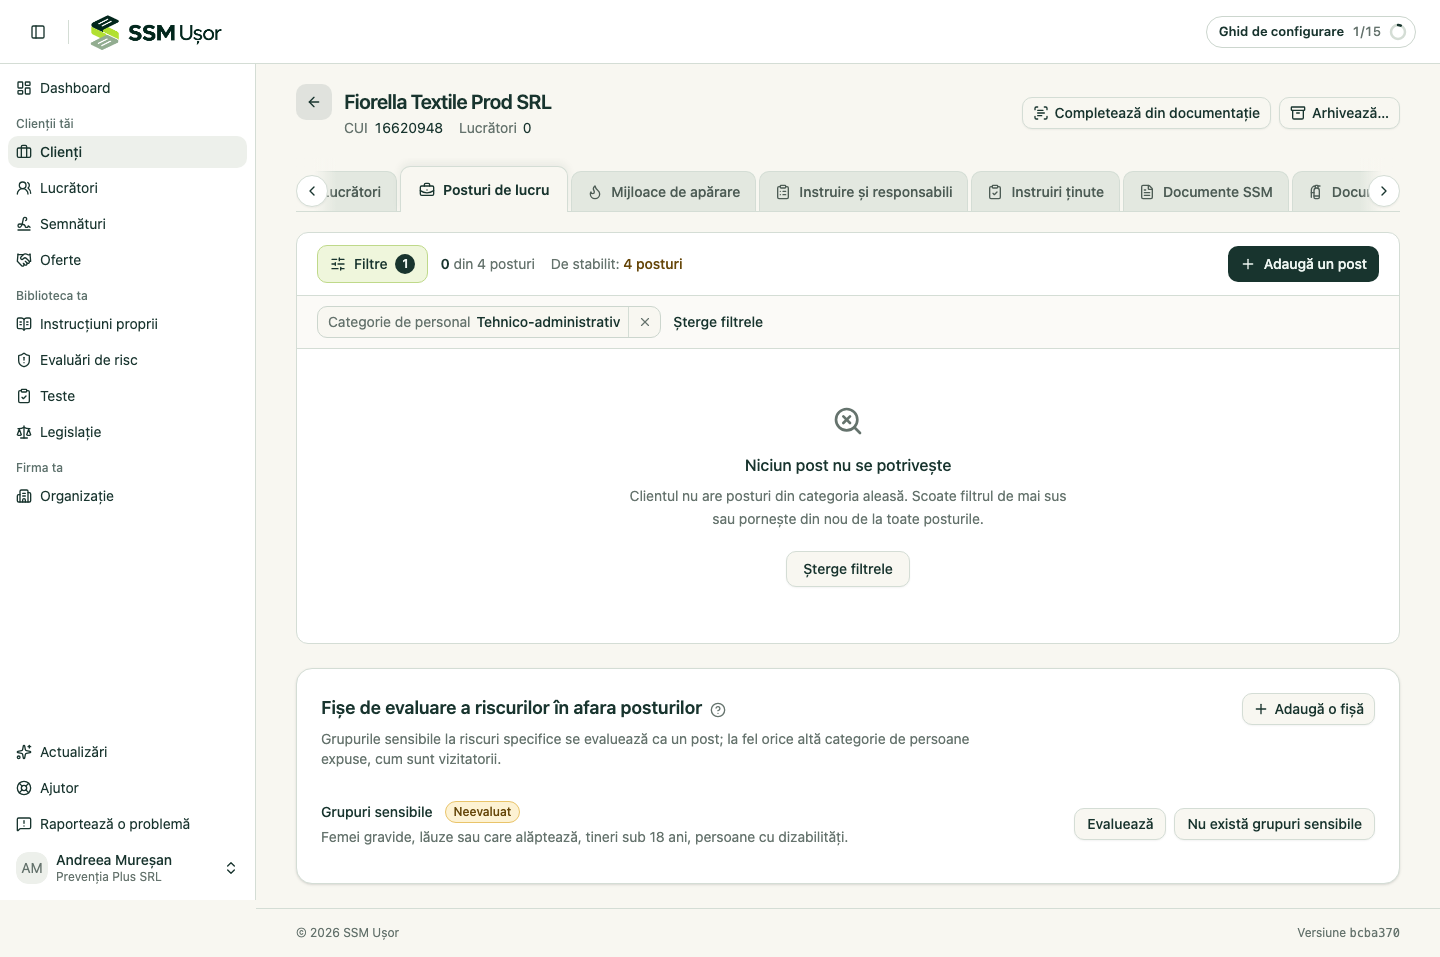 SSM Ușor
Ghid de configurare 1/15
Dashboard
Clienții tăi
Clienți
Lucrători
Semnături
Oferte
Biblioteca ta
Instrucțiuni proprii
Evaluări de risc
Teste
Legislație
Firma ta
Organizație
Actualizări
Ajutor
Raportează o problemă
AM
Andreea Mureșan
Prevenția Plus SRL
Fiorella Textile Prod SRL
CUI 16620948 Lucrători 0
Completează din documentație
Arhivează...
ucrători
Posturi de lucru
Mijloace de apărare
Instruire și responsabili
Instruiri ținute
Documente SSM
Docu
Filtre 1
0 din 4 posturi De stabilit: 4 posturi
Adaugă un post
Categorie de personal Tehnico-administrativ
Șterge filtrele
Niciun post nu se potrivește
Clientul nu are posturi din categoria aleasă. Scoate filtrul de mai sus
sau pornește din nou de la toate posturile.
Șterge filtrele
Fișe de evaluare a riscurilor în afara posturilor
Adaugă o fișă
Grupurile sensibile la riscuri specifice se evaluează ca un post; la fel orice altă categorie de persoane
expuse, cum sunt vizitatorii.
Grupuri sensibile Neevaluat
Femei gravide, lăuze sau care alăptează, tineri sub 18 ani, persoane cu dizabilități.
Evaluează
Nu există grupuri sensibile
© 2026 SSM Ușor
Versiune bcba370